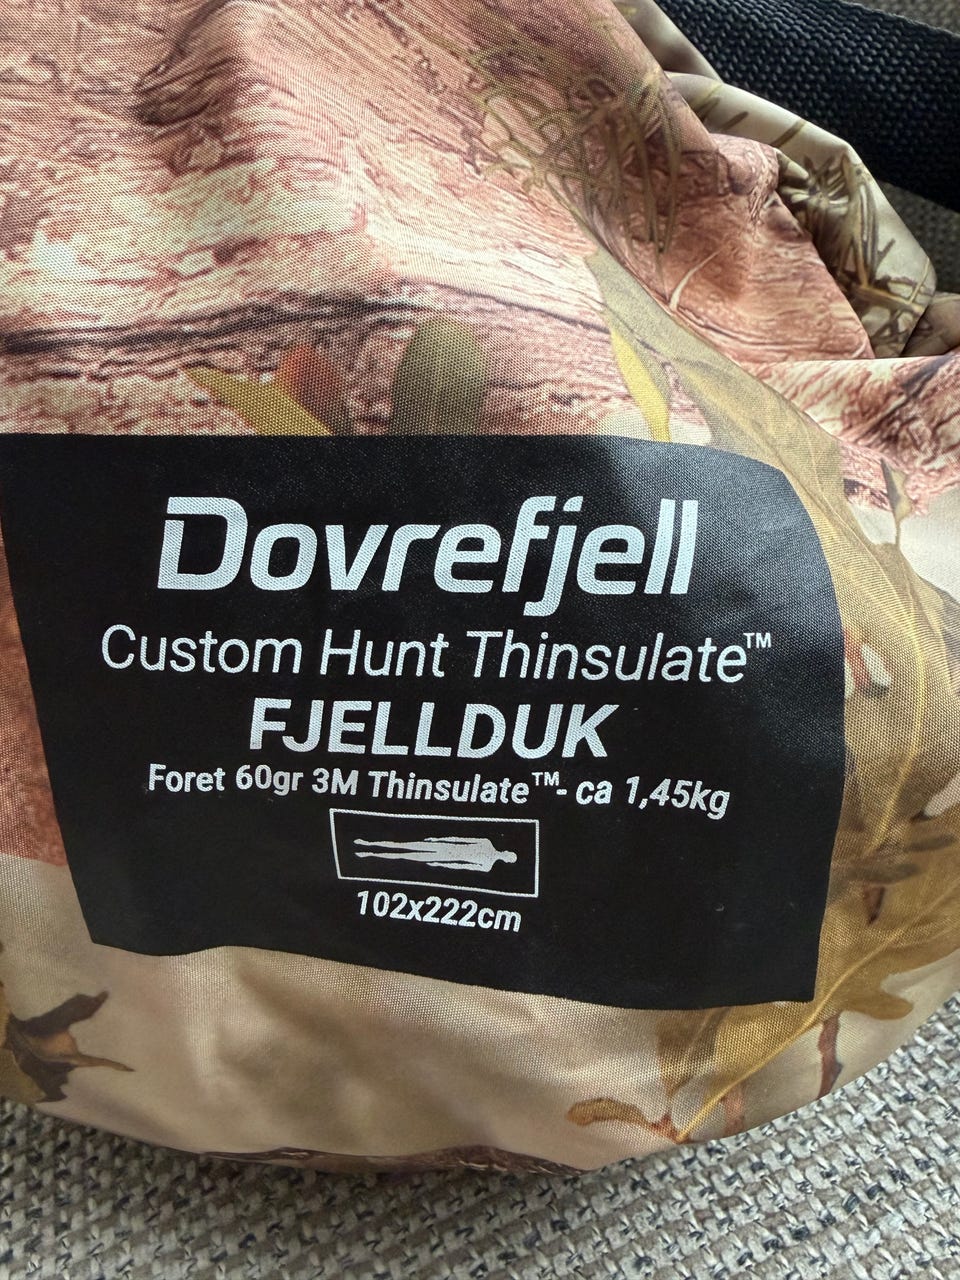 Dovrefjell
Custom Hunt Thinsulate™
FJELLDUK
Foret 60gr 3M Thinsulate™- ca 1,45kg
102x222cm